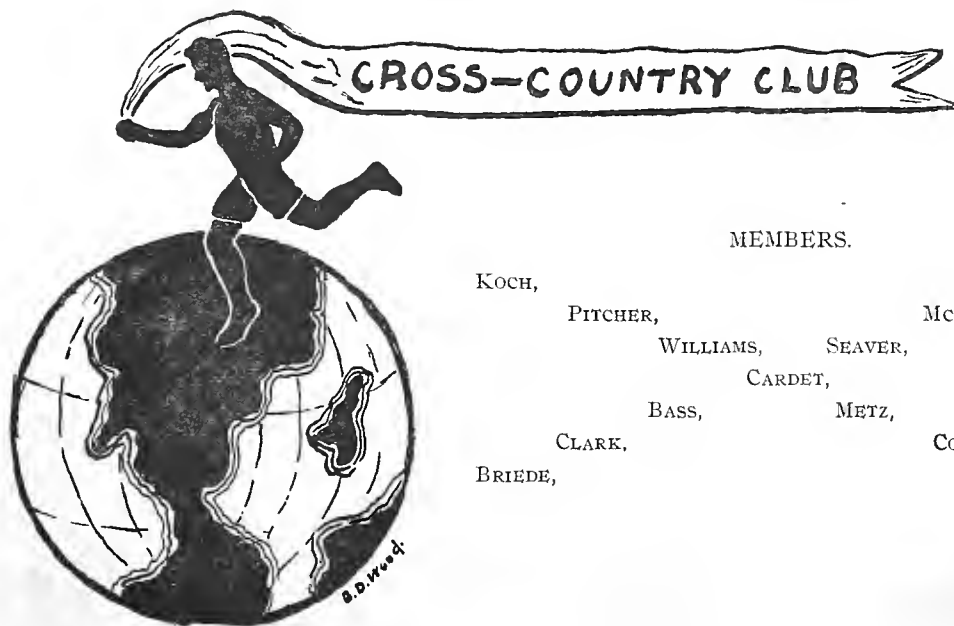 CROSS-COUNTRY CLUB
MEMBERS.
KOCH,
PITCHER,
WILLIAMS, SEAVER,
CARDET,
BASS, METZ,
CLARK,
BRIEDE,
B.D. Wood.